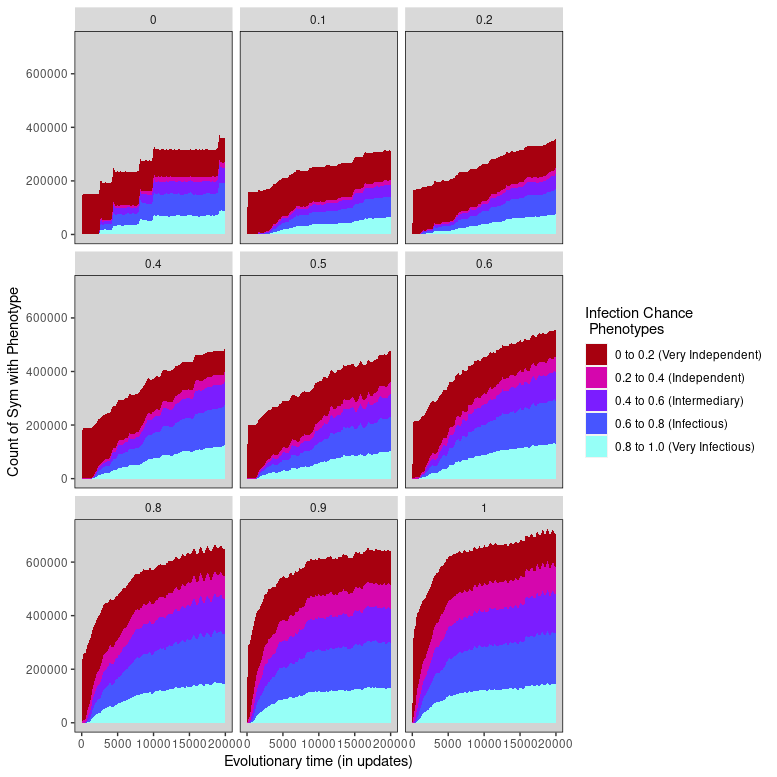 0 0.1 0.2
600000
400000
200000
0
0.4 0.5 0.6
600000
400000
200000
0
0.8 0.9 1
600000
400000
200000
0
0 5000 10000 15000 20000 0 5000 10000 15000 20000 0 5000 10000 15000 20000
Evolutionary time (in updates)
Count of Sym with Phenotype
Infection Chance
Phenotypes
0 to 0.2 (Very Independent)
0.2 to 0.4 (Independent)
0.4 to 0.6 (Intermediary)
0.6 to 0.8 (Infectious)
0.8 to 1.0 (Very Infectious)